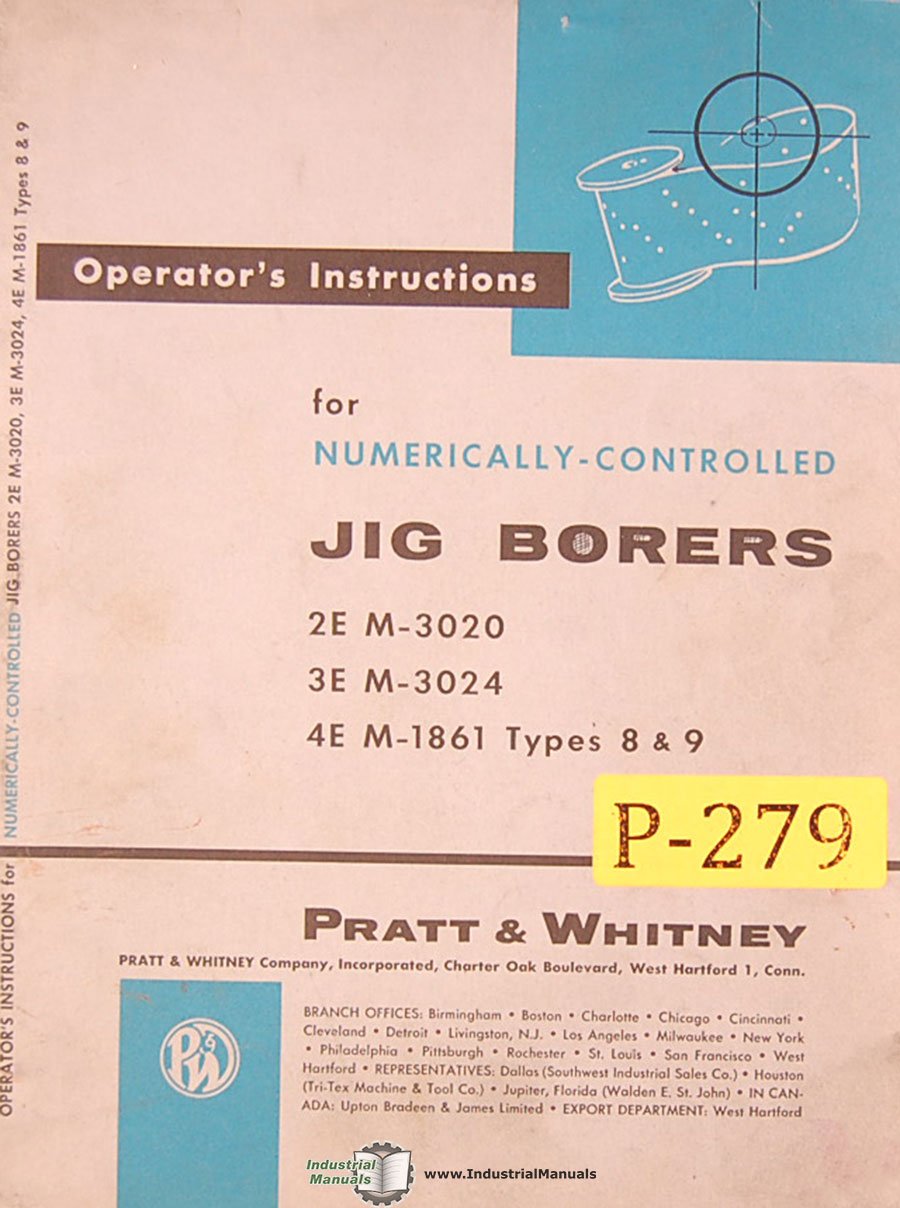 OPERATOR'S INSTRUCTIONS for NUMERICALLY-CONTROLLED JIG BORERS 2E M-3020, 3E M-3024, 4E M-1861 Types 8 & 9
Operator's Instructions
for
NUMERICALLY-CONTROLLED
JIG BORERS
2E M-3020
3E M-3024
4E M-1861 Types 8 & 9
P-279
PRATT & WHITNEY
PRATT & WHITNEY Company, Incorporated, Charter Oak Boulevard, West Hartford 1, Conn.
P&W
BRANCH OFFICES: Birmingham • Boston • Charlotte • Chicago • Cincinnati •
Cleveland • Detroit • Livingston, N.J. • Los Angeles • Milwaukee • New York
• Philadelphia • Pittsburgh • Rochester • St. Louis • San Francisco • West
Hartford • REPRESENTATIVES: Dallas (Southwest Industrial Sales Co.) • Houston
(Tri-Tex Machine & Tool Co.) • Jupiter, Florida (Walden E. St. John) • IN CAN-
ADA: Upton Bradeen & James Limited • EXPORT DEPARTMENT: West Hartford
Industrial
Manuals
www.IndustrialManuals.com